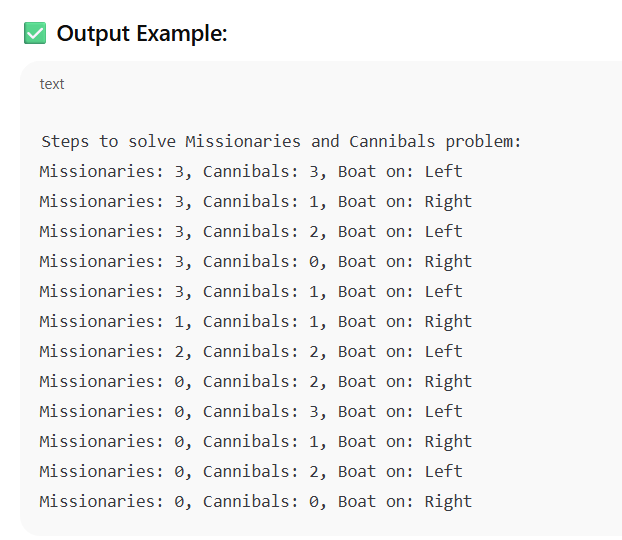 ✅ Output Example:
text
Steps to solve Missionaries and Cannibals problem:
Missionaries: 3, Cannibals: 3, Boat on: Left
Missionaries: 3, Cannibals: 1, Boat on: Right
Missionaries: 3, Cannibals: 2, Boat on: Left
Missionaries: 3, Cannibals: 0, Boat on: Right
Missionaries: 3, Cannibals: 1, Boat on: Left
Missionaries: 1, Cannibals: 1, Boat on: Right
Missionaries: 2, Cannibals: 2, Boat on: Left
Missionaries: 0, Cannibals: 2, Boat on: Right
Missionaries: 0, Cannibals: 3, Boat on: Left
Missionaries: 0, Cannibals: 1, Boat on: Right
Missionaries: 0, Cannibals: 2, Boat on: Left
Missionaries: 0, Cannibals: 0, Boat on: Right